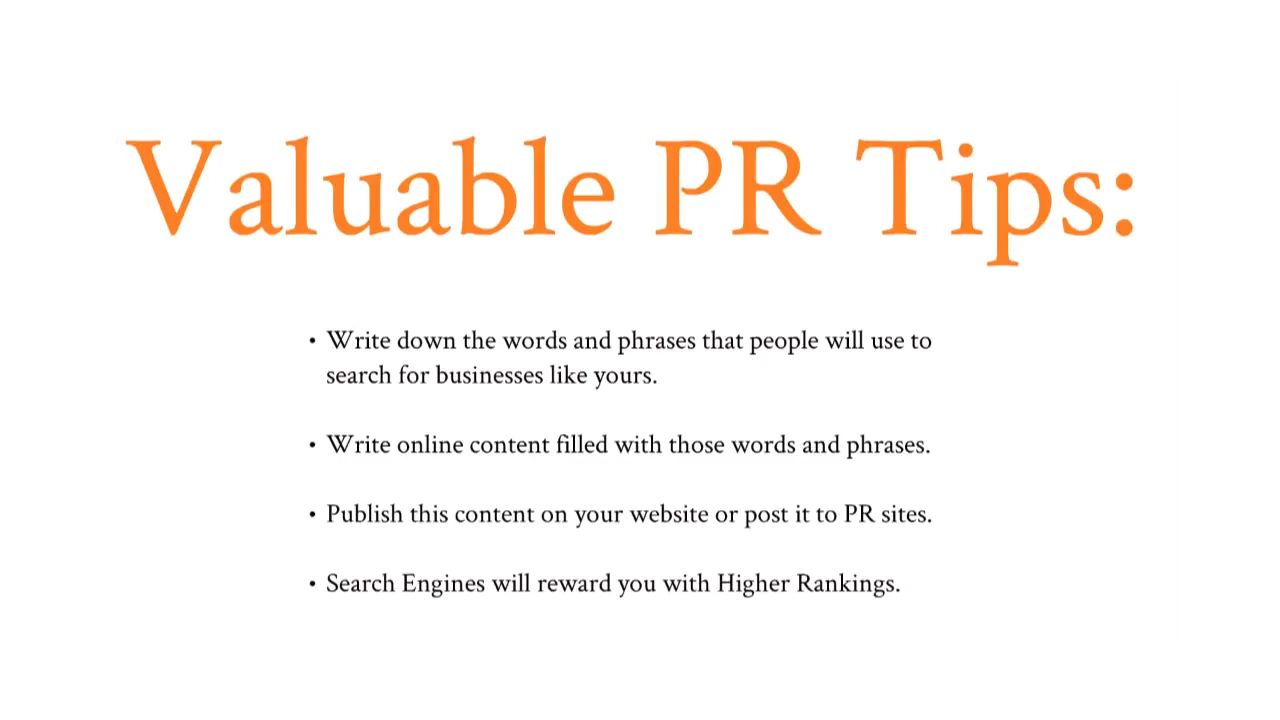 Valuable PR Tips:
• Write down the words and phrases that people will use to
search for businesses like yours.
• Write online content filled with those words and phrases.
• Publish this content on your website or post it to PR sites.
• Search Engines will reward you with Higher Rankings.